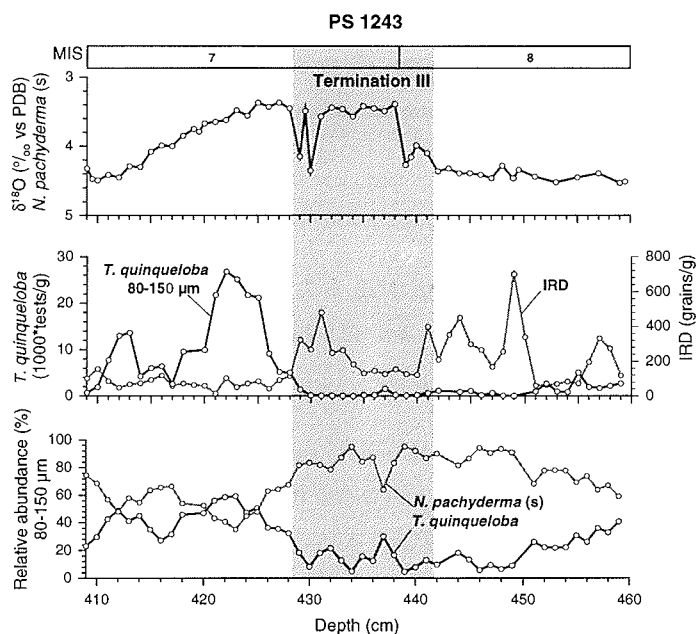 PS 1243
MIS
7
8
Termination III
3
4
5
δ¹⁸O (°/ₒₒ vs PDB)
N. pachyderma (s)
T. quinqueloba
80-150 µm
IRD
30
20
10
0
T. quinqueloba
(1000*tests/g)
800
600
400
200
0
IRD (grains/g)
100
80
60
40
20
0
Relative abundance (%)
80-150 µm
N. pachyderma (s)
T. quinqueloba
410 420 430 440 450 460
Depth (cm)